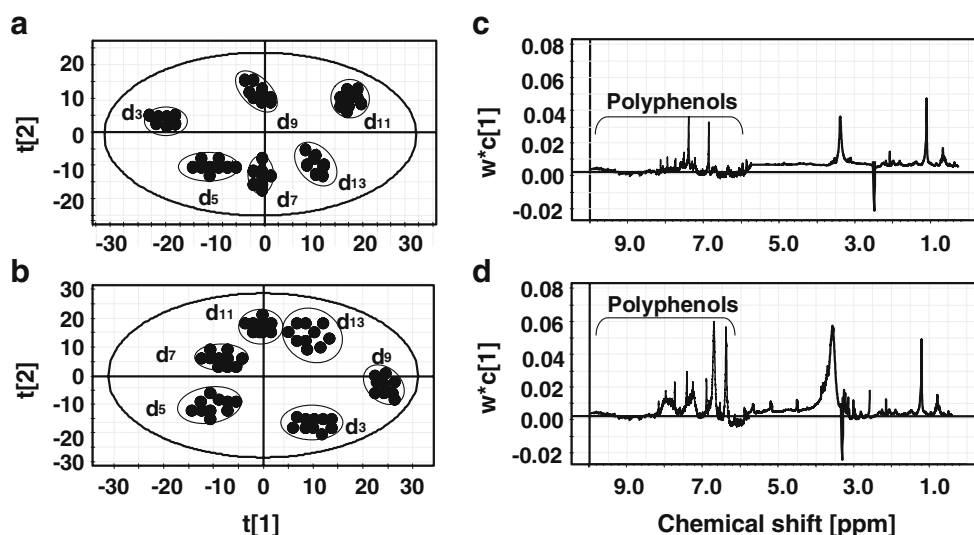 a
t[2]
20
10
0
-10
-20
d3
d9
d11
d5
d7
d13
-30
-20
-10
0
10
20
30
b
t[2]
30
20
10
0
-10
-20
-30
d11
d13
d7
d9
d5
d3
-30
-20
-10
0
10
20
30
t[1]
c
w*c[1]
0.08
0.06
0.04
0.02
0.00
-0.02
Polyphenols
9.0
7.0
5.0
3.0
1.0
d
w*c[1]
0.08
0.06
0.04
0.02
0.00
-0.02
Polyphenols
9.0
7.0
5.0
3.0
1.0
Chemical shift [ppm]